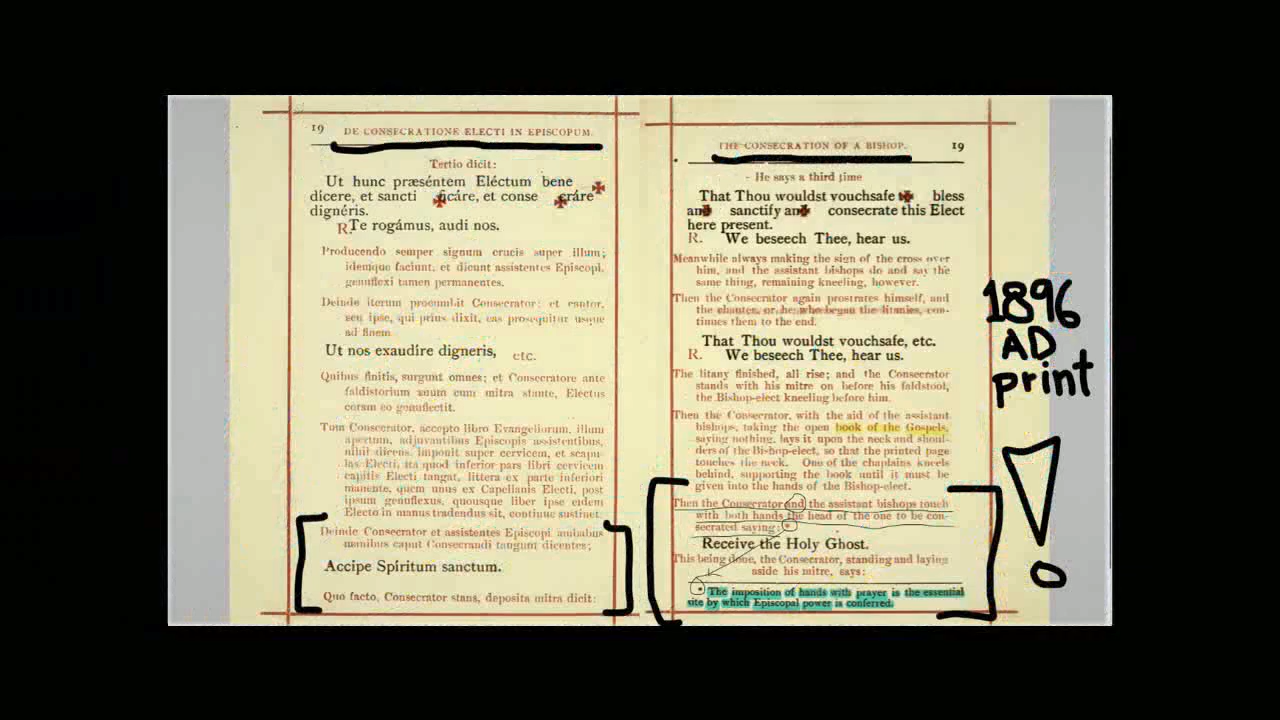 19 DE CONSECRATIONE ELECTI IN EPISCOPUM.
Tertio dicit:
Ut hunc præséntem Eléctum bene ✠
dícere, et sancti ✠ ficáre, et conse ✠ cráre
dignéris.
R. Te rogámus, audi nos.
Producendo semper signum crucis super illum;
idemque faciunt, et dicunt assistentes Episcopi,
genuflexi tamen permanentes.
Deinde iterum procumbit Consecrator; et cantor,
seu ipse, qui prius dixit, eas prosequitur usque
ad finem.
Ut nos exaudíre digneris, etc.
Quibus finitis, surgunt omnes; et Consecratore ante
faldistorium suum cum mitra stante, Electus
coram eo genuflectit.
Tum Consecrator, accepto libro Evangeliorum, illum
apertum, adjuvantibus Episcopis assistentibus,
nihil dicens, imponit super cervicem, et scapu-
las Electi, ita quod inferior pars libri cervicem
capitis Electi tangat, littera ex parte inferiori
manente, quem unus ex Capellanis Electi, post
ipsum genuflexus, quousque liber ipse eidem
Electo in manus tradendus sit, continue sustinet.
Deinde Consecrator et assistentes Episcopi ambabus
manibus caput Consecrandi tangunt dicentes;
Accipe Spíritum sanctum.
Quo facto, Consecrator stans, deposita mitra dicit:
THE CONSECRATION OF A BISHOP. 19
He says a third time
That Thou wouldst vouchsafe to ✠ bless
and ✠ sanctify and ✠ consecrate this Elect
here present.
R. We beseech Thee, hear us.
Meanwhile always making the sign of the cross over
him, and the assistant bishops do and say the
same thing, remaining kneeling, however.
Then the Consecrator again prostrates himself, and
the chanter, or he who began the litanies, con-
tinues them to the end.
That Thou wouldst vouchsafe, etc.
R. We beseech Thee, hear us.
The litany finished, all rise; and the Consecrator
stands with his mitre on before his faldstool,
the Bishop-elect kneeling before him.
Then the Consecrator, with the aid of the assistant
bishops, taking the open book of the Gospels,
saying nothing, lays it upon the neck and shoul-
ders of the Bishop-elect, so that the printed page
touches the neck. One of the chaplains kneels
behind, supporting the book until it must be
given into the hands of the Bishop-elect.
Then the Consecrator and the assistant bishops touch
with both hands the head of the one to be con-
secrated saying: *
Receive the Holy Ghost.
This being done, the Consecrator, standing and laying
aside his mitre, says:
* The imposition of hands with prayer is the essential
rite by which Episcopal power is conferred.
1896
AD
print
!